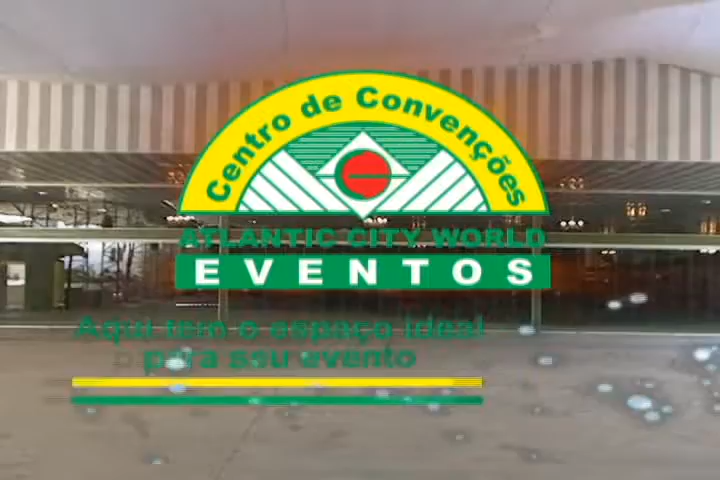 Centro de Convenções
ATLANTIC CITY WORLD
EVENTOS
Aqui tem o espaço ideal
para seu evento